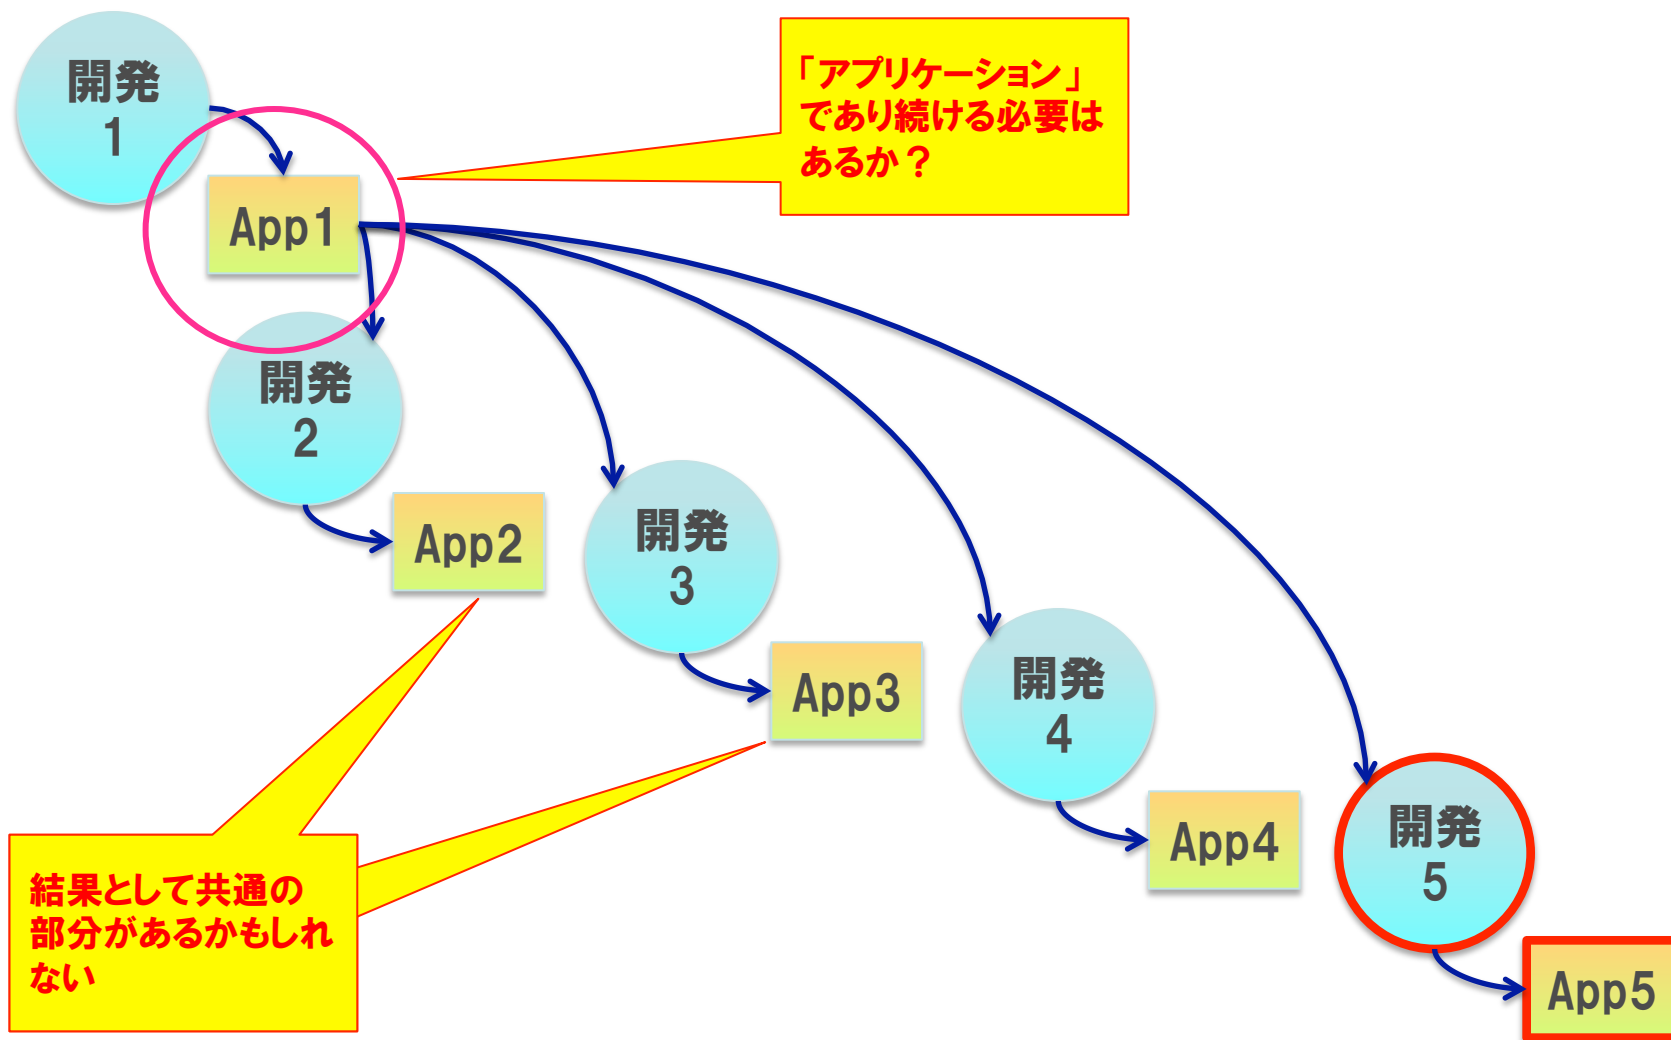 開発
1
「アプリケーション」
であり続ける必要は
あるか？
App1
開発
2
App2
開発
3
App3
開発
4
App4
開発
5
App5
結果として共通の
部分があるかもしれ
ない